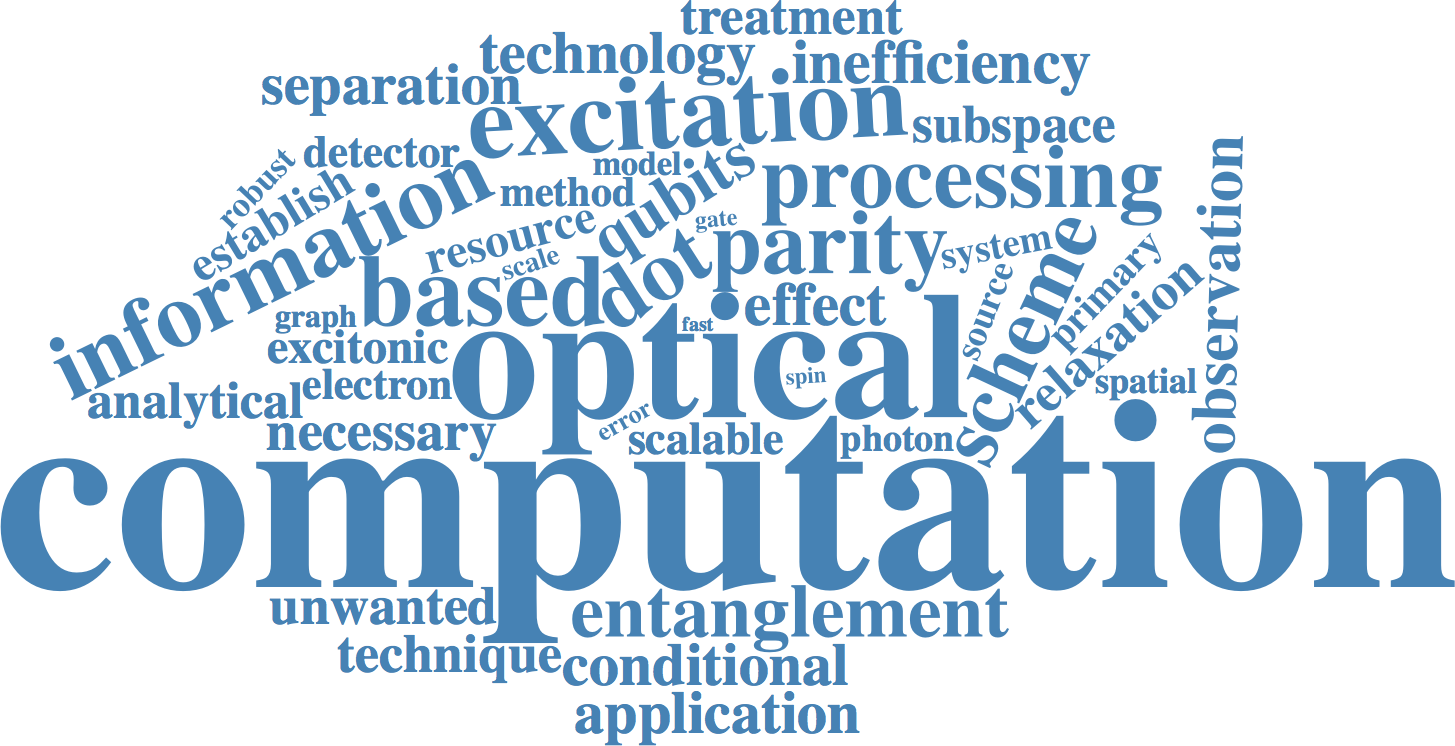 treatment
technology
inefficiency
separation
excitation
subspace
detector
robust
model
method
qubits
processing
establish
information
resource
gate
parity
system
observation
scale
based
dot
scheme
primary
source
effect
graph
fast
relaxation
excitonic
optical
electron
spin
spatial
analytical
error
necessary
scalable
photon
computation
unwanted
entanglement
technique
conditional
application